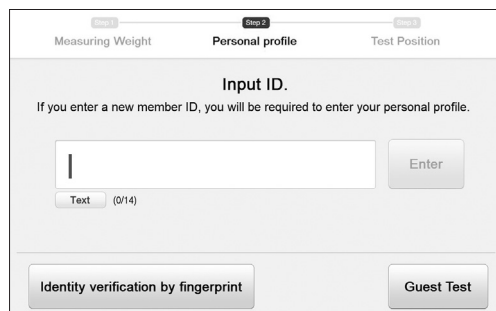 Step 1 Step 2 Step 3
Measuring Weight Personal profile Test Position
Input ID.
If you enter a new member ID, you will be required to enter your personal profile.
Enter
Text (0/14)
Identity verification by fingerprint Guest Test